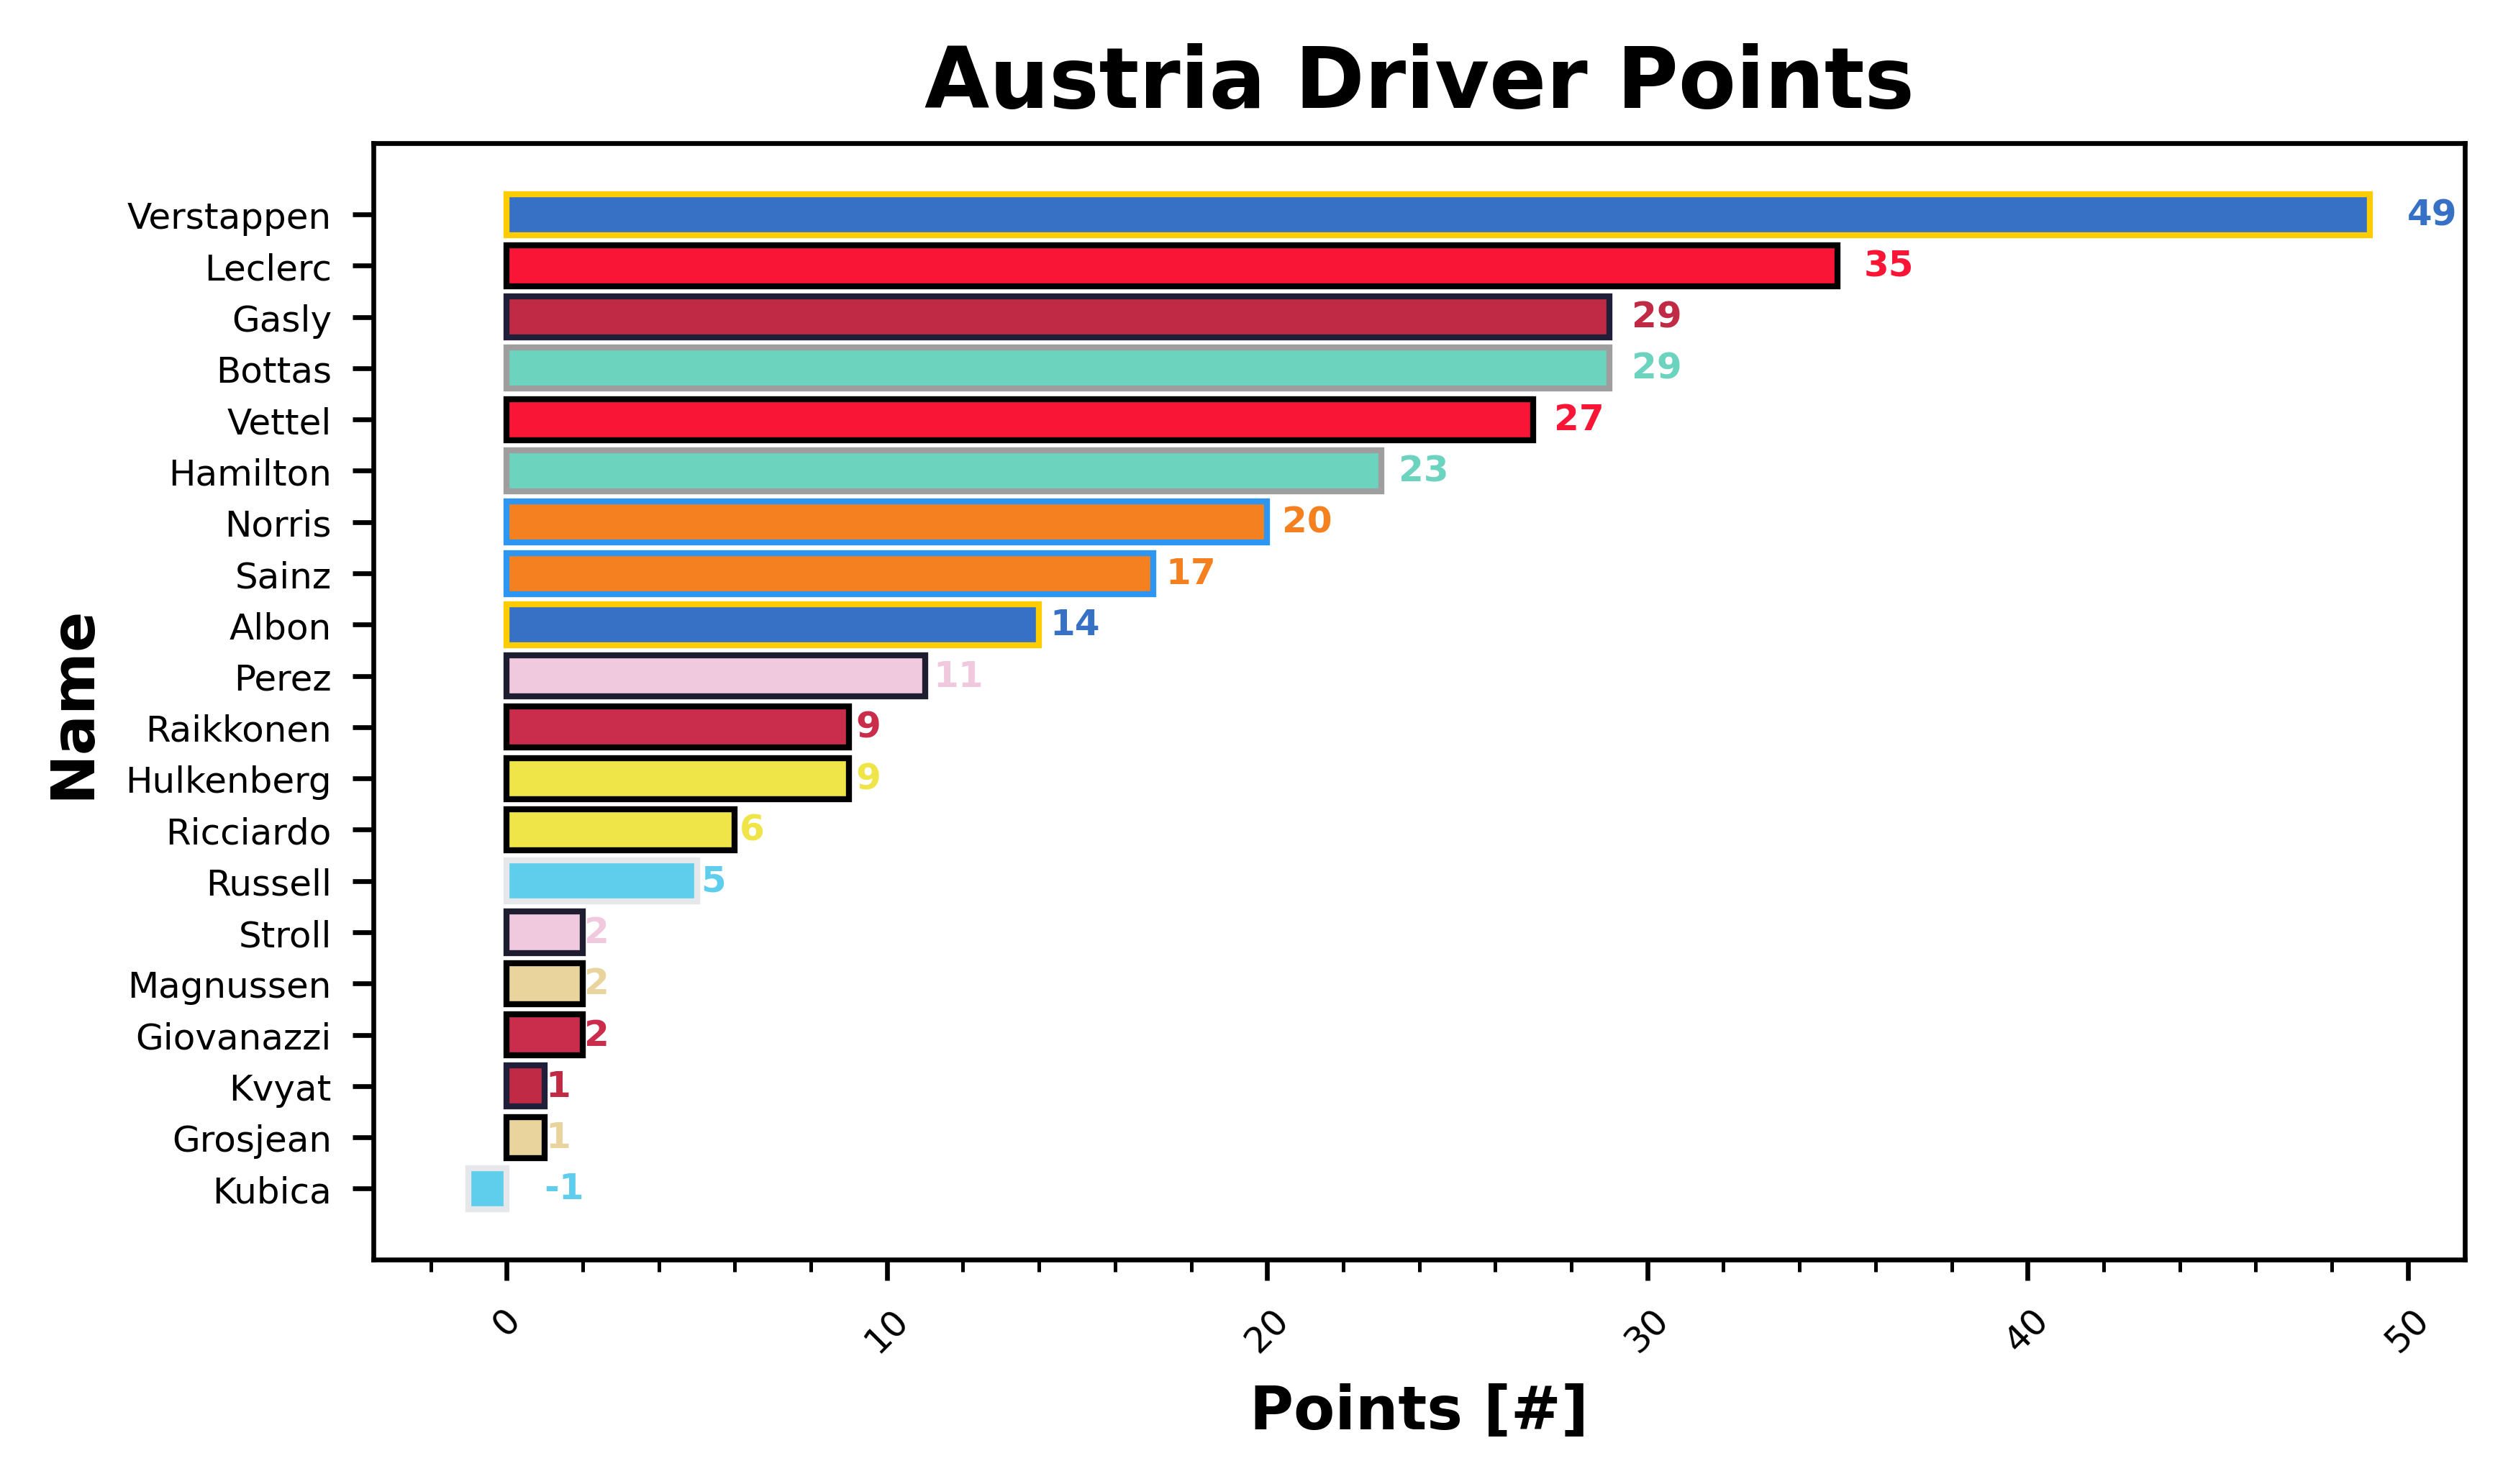 Austria Driver Points
Name
Verstappen 49
Leclerc 35
Gasly 29
Bottas 29
Vettel 27
Hamilton 23
Norris 20
Sainz 17
Albon 14
Perez 11
Raikkonen 9
Hulkenberg 9
Ricciardo 6
Russell 5
Stroll 2
Magnussen 2
Giovanazzi 2
Kvyat 1
Grosjean 1
Kubica -1
0 10 20 30 40 50
Points [#]